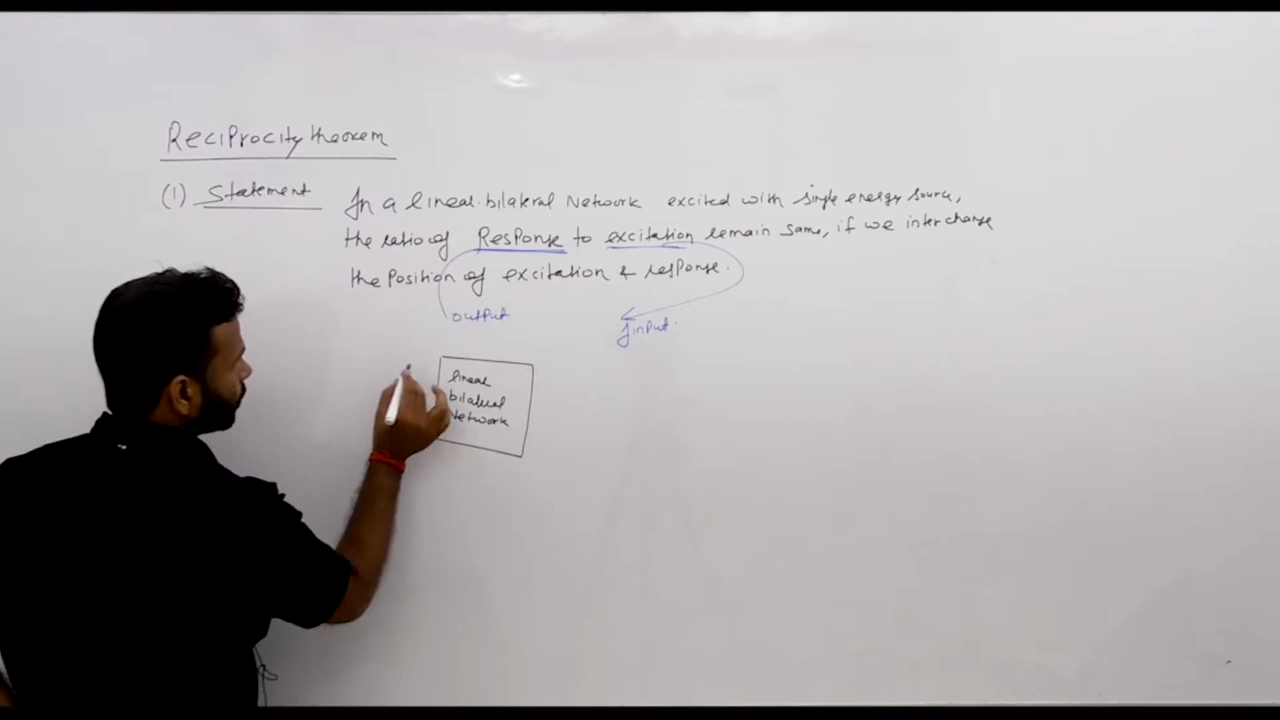 Reciprocity theorem
(1) Statement In a linear bilateral Network excited with single energy source,
the ratio of Response to excitation remain same, if we interchange
the Position of excitation & response.
output
Input
linear
bilateral
Network